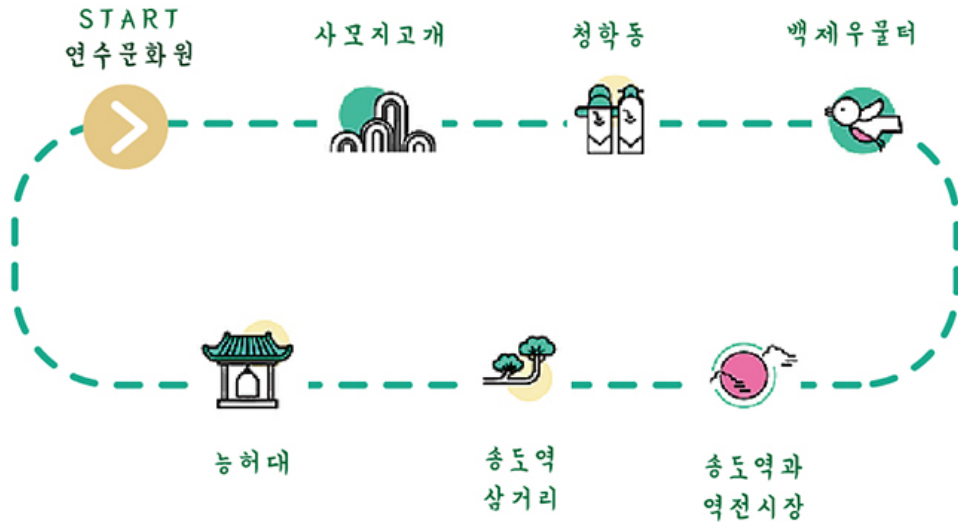 START
연수문화원
사모지고개
청학동
백제우물터
능허대
송도역
삼거리
송도역과
역전시장